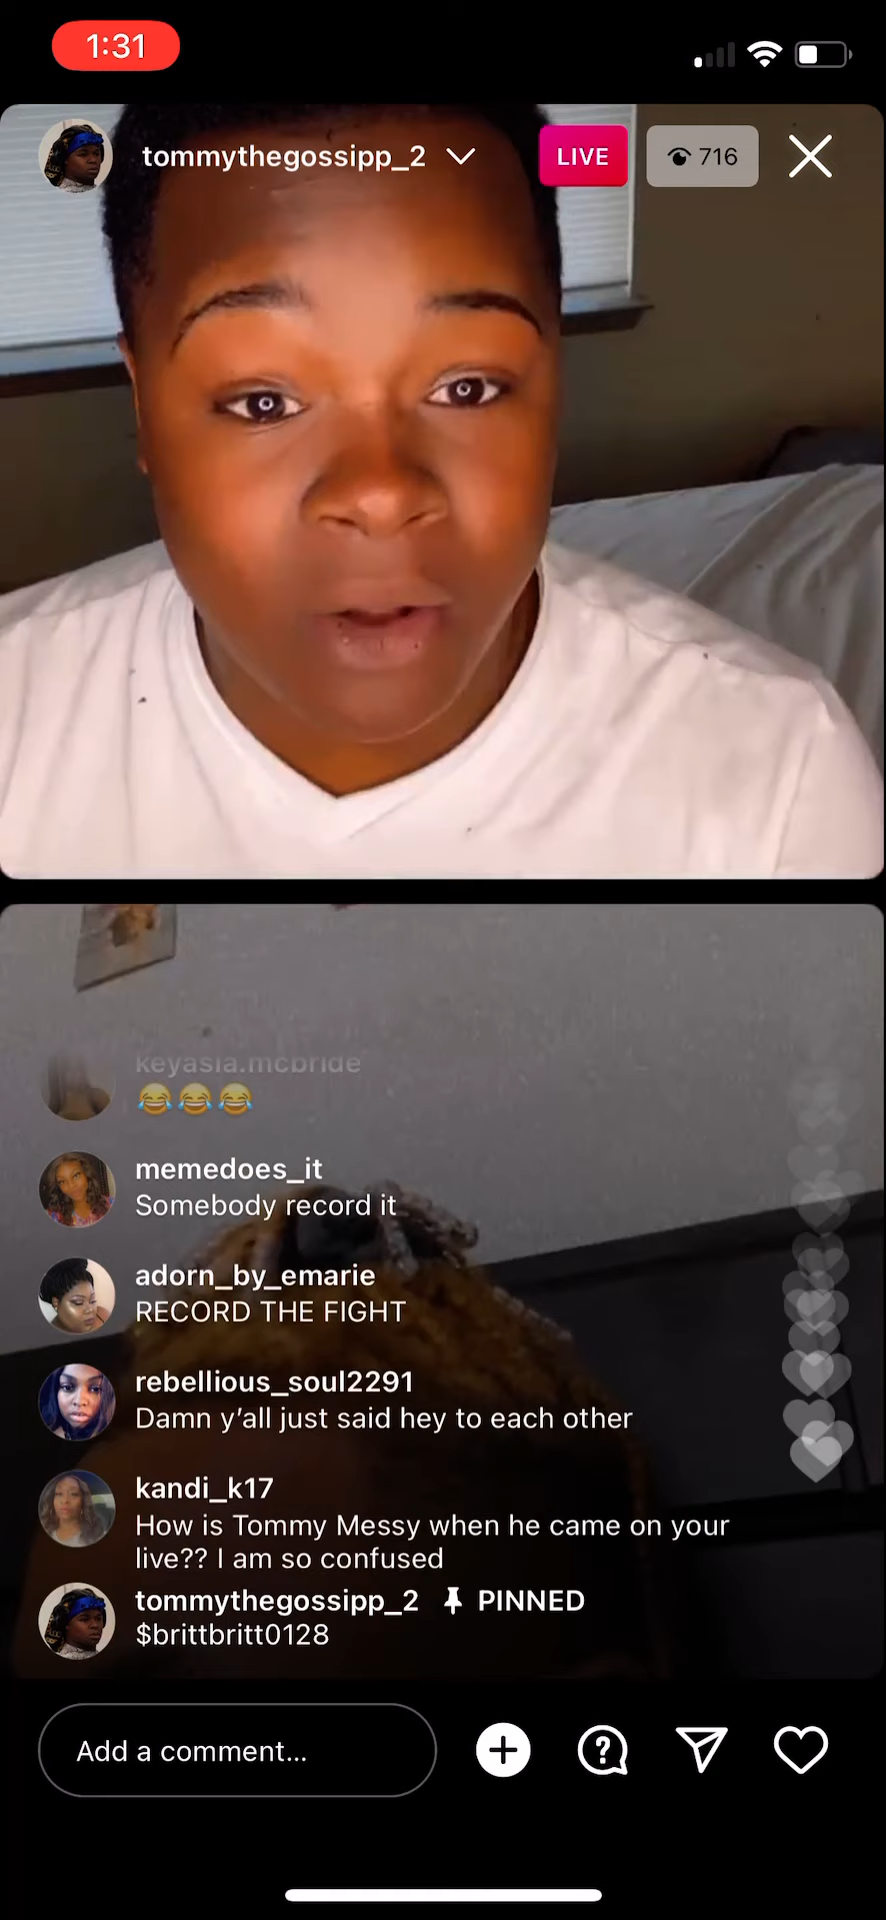 1:31
tommythegossipp_2
LIVE
716
keyasia.mcbride
😂😂😂
memedoes_it
Somebody record it
adorn_by_emarie
RECORD THE FIGHT
rebellious_soul2291
Damn y’all just said hey to each other
kandi_k17
How is Tommy Messy when he came on your
live?? I am so confused
tommythegossipp_2 PINNED
$brittbritt0128
Add a comment...